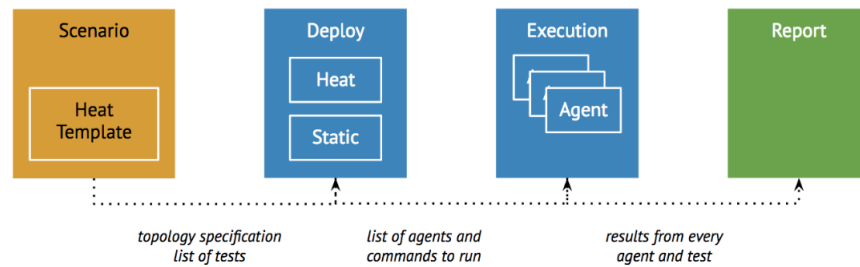 Scenario
Heat
Template
Deploy
Heat
Static
Execution
Agent
Report
topology specification
list of tests
list of agents and
commands to run
results from every
agent and test